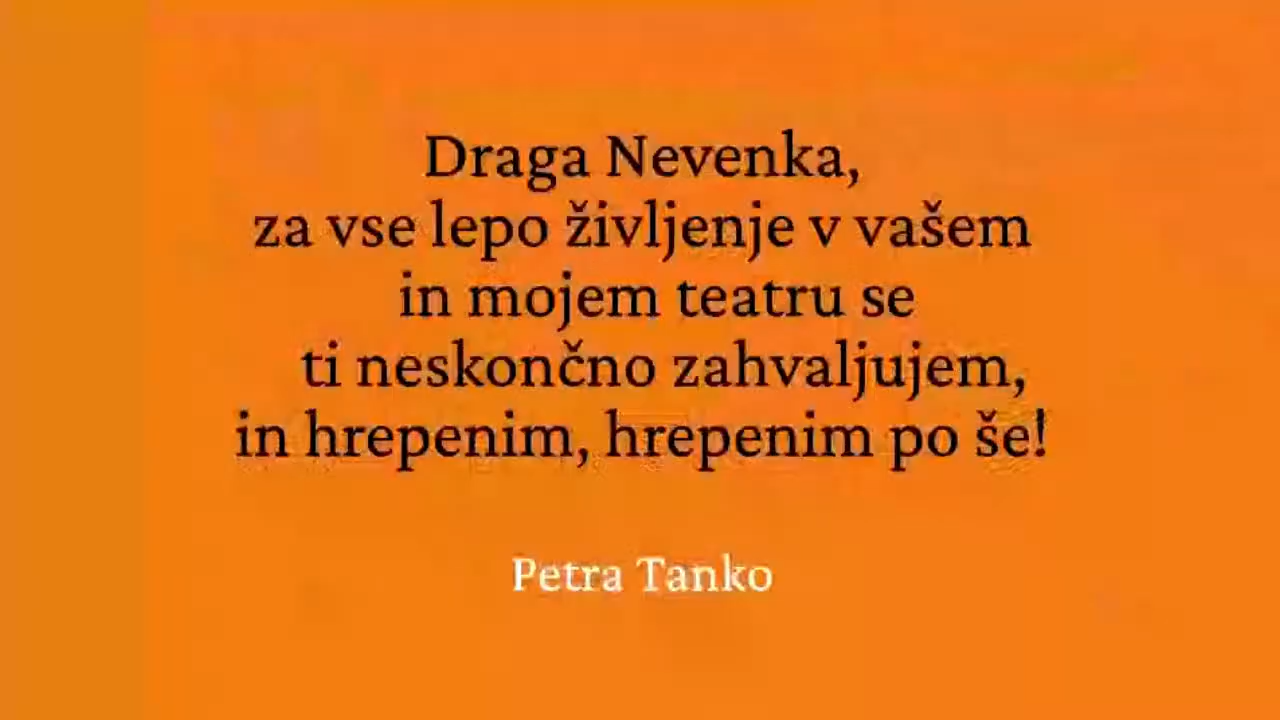 Draga Nevenka,
za vse lepo življenje v vašem
in mojem teatru se
ti neskončno zahvaljujem,
in hrepenim, hrepenim po še!
Petra Tanko